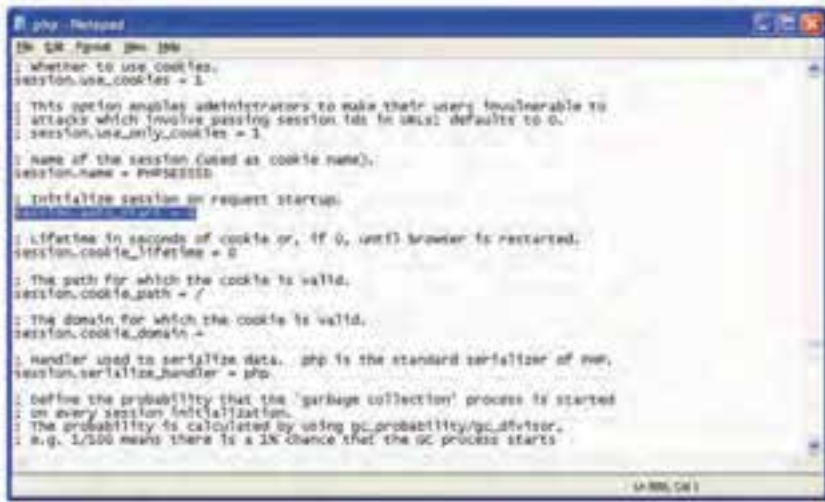 php - Notepad
File Edit Format View Help
; Whether to use cookies.
session.use_cookies = 1
; This option enables administrators to make their users invulnerable to
; attacks which involve passing session ids in URLs; defaults to 0.
; session.use_only_cookies = 1
; Name of the session (used as cookie name).
session.name = PHPSESSID
; Initialize session on request startup.
session.auto_start =
; Lifetime in seconds of cookie or, if 0, until browser is restarted.
session.cookie_lifetime = 0
; The path for which the cookie is valid.
session.cookie_path = /
; The domain for which the cookie is valid.
session.cookie_domain =
; Handler used to serialize data. php is the standard serializer of PHP.
session.serialize_handler = php
; Define the probability that the 'garbage collection' process is started
; on every session initialization.
; The probability is calculated by using gc_probability/gc_divisor,
; e.g. 1/100 means there is a 1% chance that the GC process starts